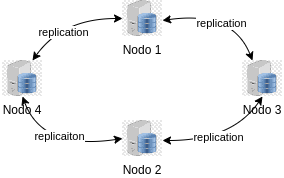 replication
replication
Nodo 1
Nodo 4
Nodo 3
replicaiton
replication
Nodo 2